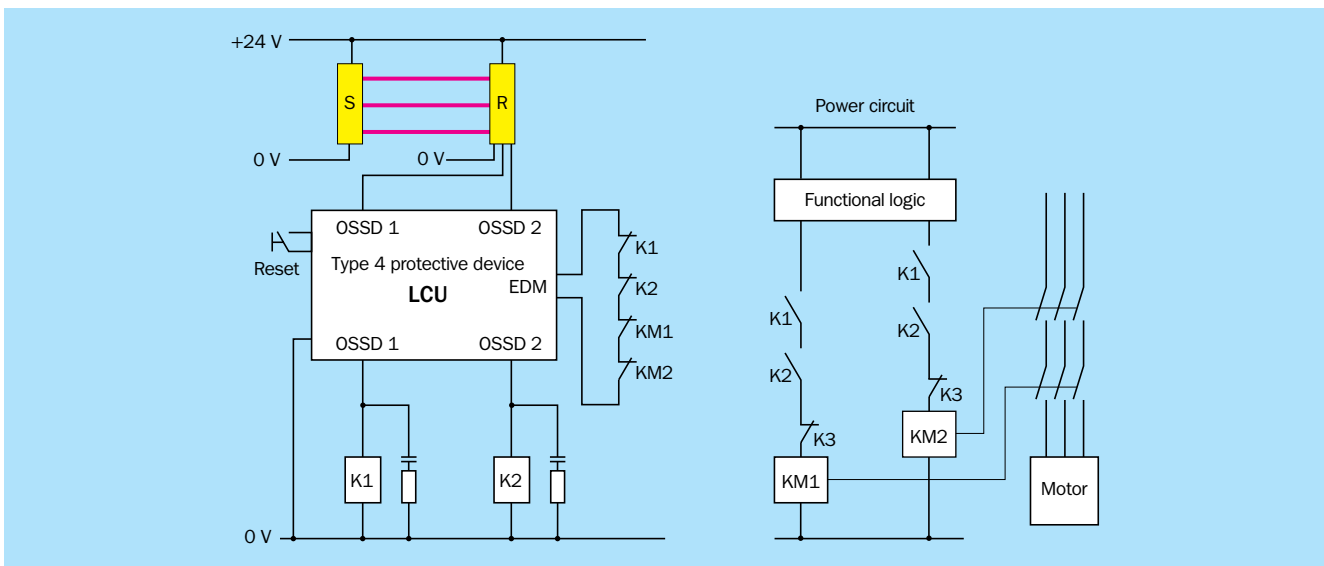 +24 V
S
R
0 V
0 V
OSSD 1
OSSD 2
Type 4 protective device
EDM
LCU
Reset
OSSD 1
OSSD 2
K1
K2
KM1
KM2
K1
K2
0 V
Power circuit
Functional logic
K1
K1
K2
K2
K3
K3
KM2
KM1
Motor